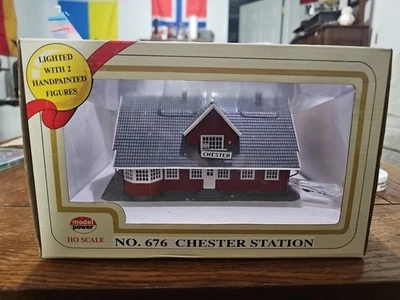 LIGHTED
WITH 2
HANDPAINTED
FIGURES
CHESTER
model
power
HO SCALE
NO. 676 CHESTER STATION